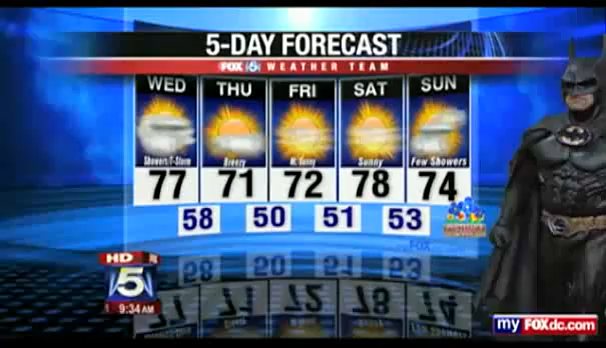 5-DAY FORECAST
FOX 5 WEATHER TEAM
WED THU FRI SAT SUN
Showers/T-Storm Breezy M. Sunny Sunny Few Showers
77 71 72 78 74
58 50 51 53
FOX
HD
5
9:34 AM
myFOXdc.com